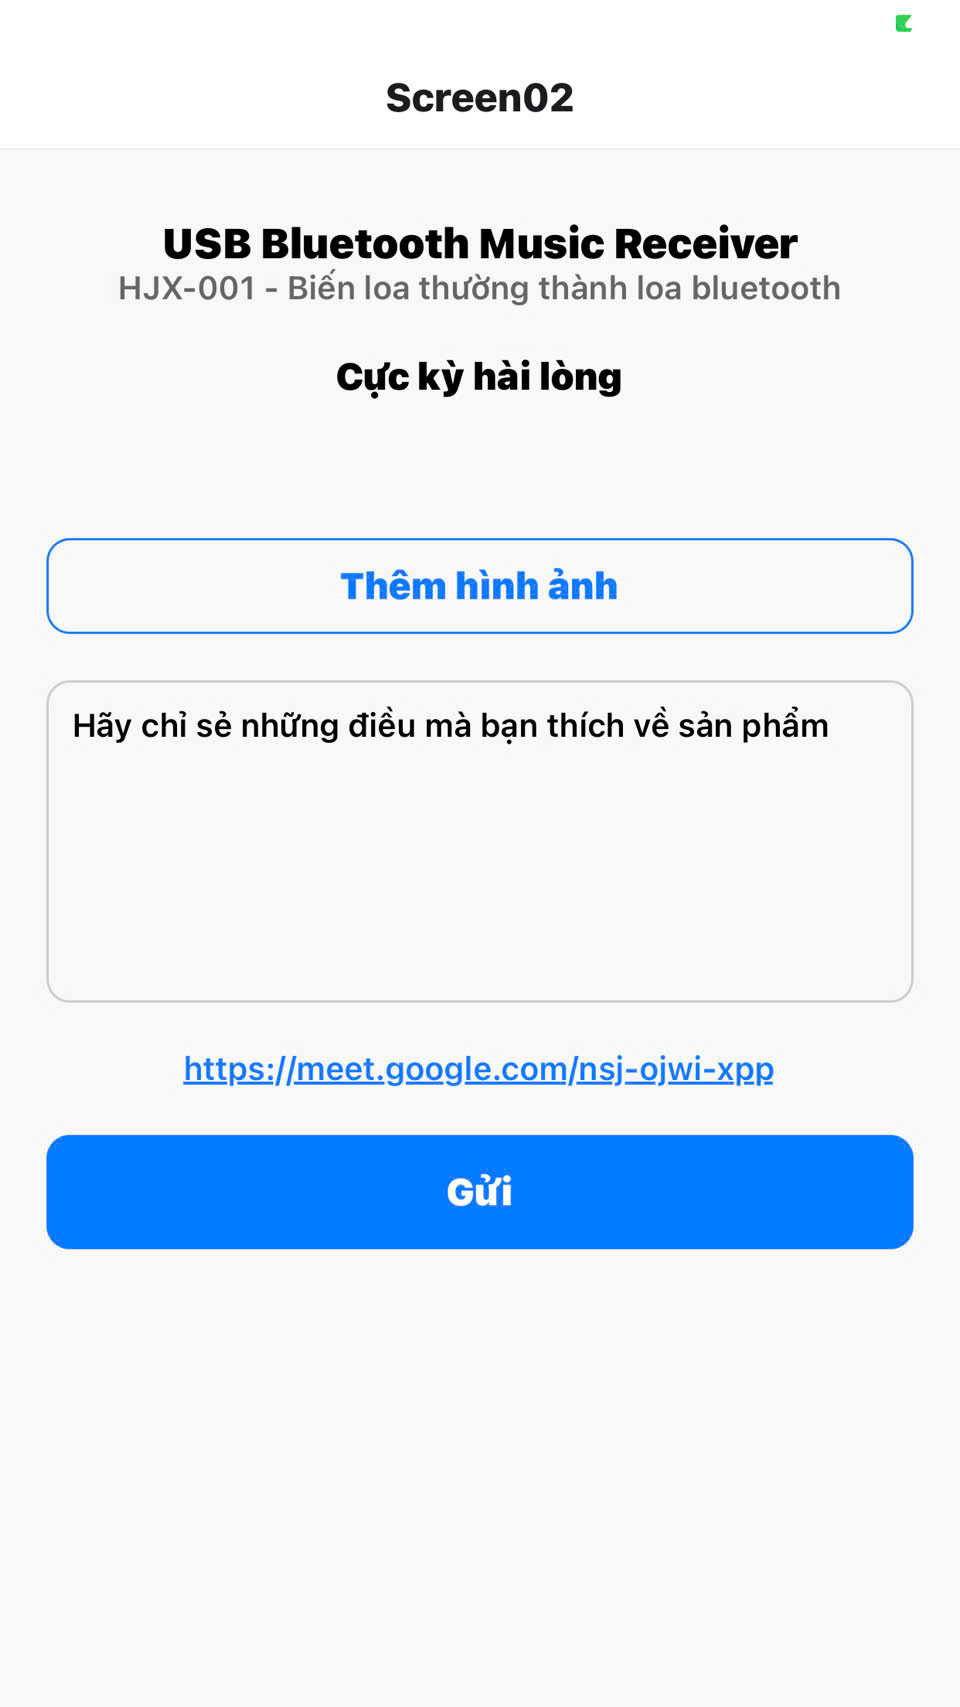 Screen02
USB Bluetooth Music Receiver
HJX-001 - Biến loa thường thành loa bluetooth
Cực kỳ hài lòng
Thêm hình ảnh
Hãy chỉ sẻ những điều mà bạn thích về sản phẩm
https://meet.google.com/nsj-ojwi-xpp
Gửi